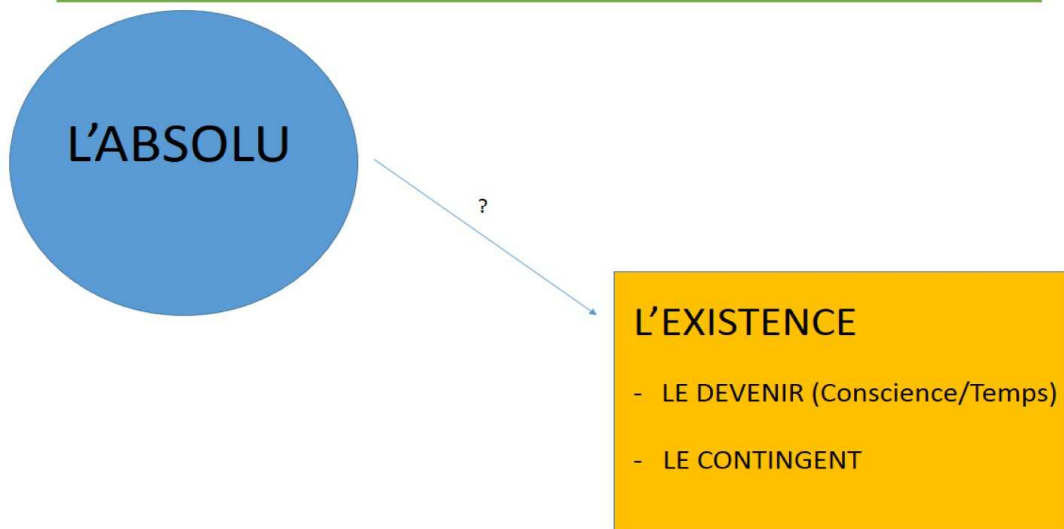 L'ABSOLU
?
L'EXISTENCE
- LE DEVENIR (Conscience/Temps)
- LE CONTINGENT